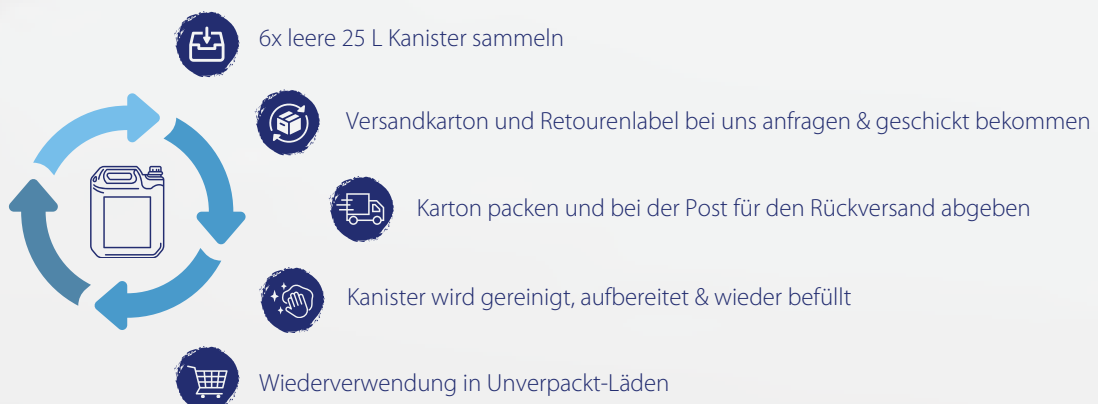 6x leere 25 L Kanister sammeln
Versandkarton und Retourenlabel bei uns anfragen & geschickt bekommen
Karton packen und bei der Post für den Rückversand abgeben
Kanister wird gereinigt, aufbereitet & wieder befüllt
Wiederverwendung in Unverpackt-Läden